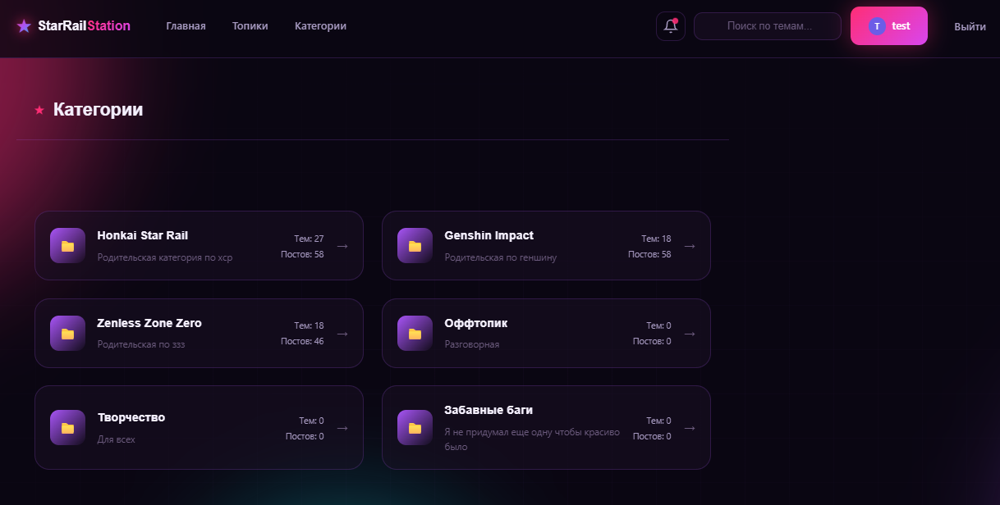 StarRailStation Главная Топики Категории Поиск по темам... T test Выйти
Категории
Honkai Star Rail
Родительская категория по хср
Тем: 27
Постов: 58
→
Genshin Impact
Родительская по геншину
Тем: 18
Постов: 58
→
Zenless Zone Zero
Родительская по ззз
Тем: 18
Постов: 46
→
Оффтопик
Разговорная
Тем: 0
Постов: 0
→
Творчество
Для всех
Тем: 0
Постов: 0
→
Забавные баги
Я не придумал еще одну чтобы красиво
было
Тем: 0
Постов: 0
→